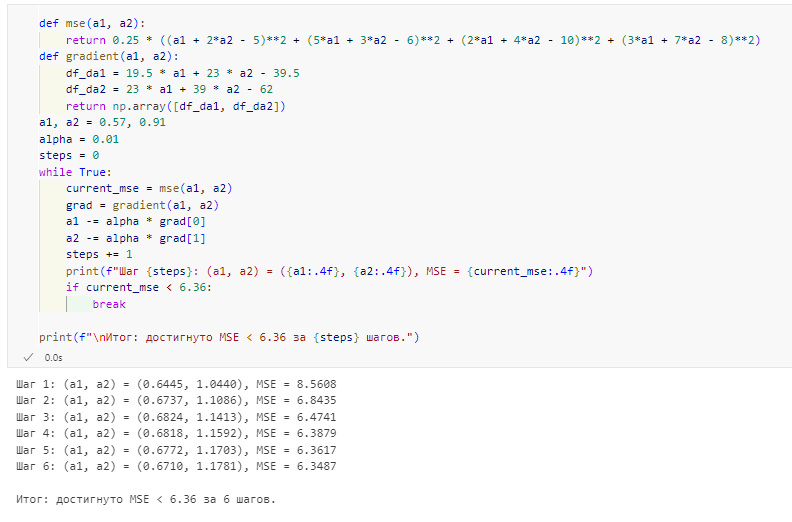 def mse(a1, a2):
    return 0.25 * ((a1 + 2*a2 - 5)**2 + (5*a1 + 3*a2 - 6)**2 + (2*a1 + 4*a2 - 10)**2 + (3*a1 + 7*a2 - 8)**2)
def gradient(a1, a2):
    df_da1 = 19.5 * a1 + 23 * a2 - 39.5
    df_da2 = 23 * a1 + 39 * a2 - 62
    return np.array([df_da1, df_da2])
a1, a2 = 0.57, 0.91
alpha = 0.01
steps = 0
while True:
    current_mse = mse(a1, a2)
    grad = gradient(a1, a2)
    a1 -= alpha * grad[0]
    a2 -= alpha * grad[1]
    steps += 1
    print(f"Шаг {steps}: (a1, a2) = ({a1:.4f}, {a2:.4f}), MSE = {current_mse:.4f}")
    if current_mse < 6.36:
        break
print(f"\nИтог: достигнуто MSE < 6.36 за {steps} шагов.")
✓ 0.0s
Шаг 1: (a1, a2) = (0.6445, 1.0440), MSE = 8.5608
Шаг 2: (a1, a2) = (0.6737, 1.1086), MSE = 6.8435
Шаг 3: (a1, a2) = (0.6824, 1.1413), MSE = 6.4741
Шаг 4: (a1, a2) = (0.6818, 1.1592), MSE = 6.3879
Шаг 5: (a1, a2) = (0.6772, 1.1703), MSE = 6.3617
Шаг 6: (a1, a2) = (0.6710, 1.1781), MSE = 6.3487
Итог: достигнуто MSE < 6.36 за 6 шагов.